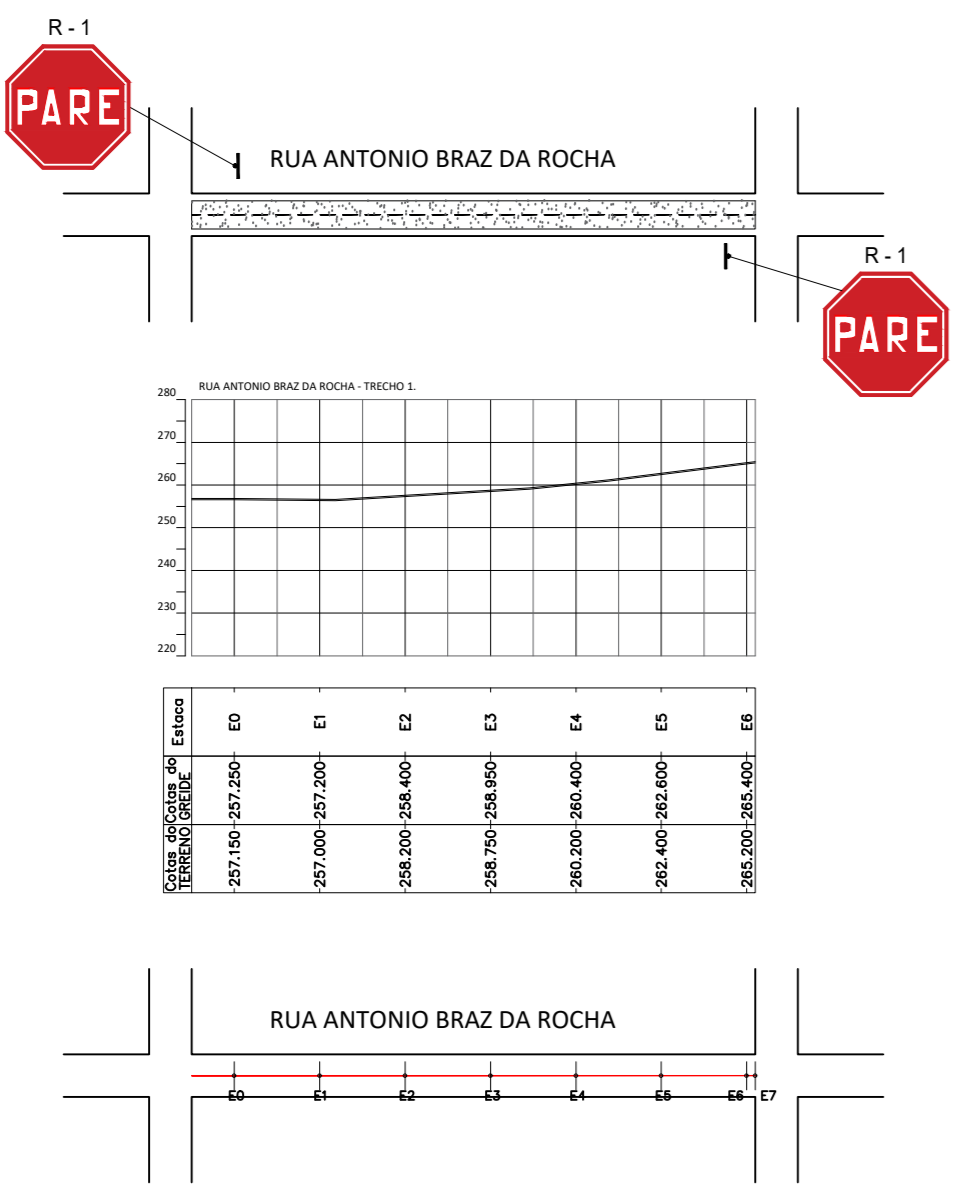 R - 1
PARE
RUA ANTONIO BRAZ DA ROCHA
R - 1
PARE
RUA ANTONIO BRAZ DA ROCHA - TRECHO 1.
280
270
260
250
240
230
220
Estaca E0 E1 E2 E3 E4 E5 E6
Cotas do GREIDE 257.250 257.200 258.400 258.950 260.400 262.600 265.400
Cotas do TERRENO 257.150 257.000 258.200 258.750 260.200 262.400 265.200
RUA ANTONIO BRAZ DA ROCHA
E0 E1 E2 E3 E4 E5 E6 E7